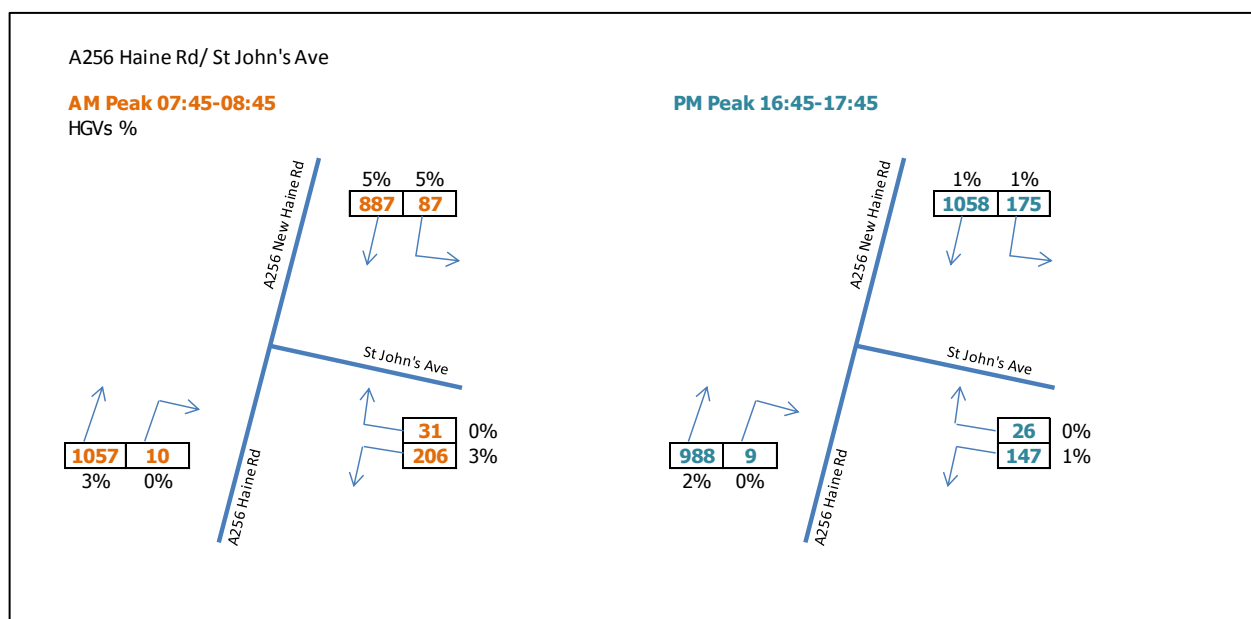 A256 Haine Rd/ St John's Ave
AM Peak 07:45-08:45
HGVs %
5% 5%
887 87
A256 New Haine Rd
St John's Ave
31 0%
206 3%
1057 10
3% 0%
A256 Haine Rd
PM Peak 16:45-17:45
1% 1%
1058 175
A256 New Haine Rd
St John's Ave
26 0%
147 1%
988 9
2% 0%
A256 Haine Rd